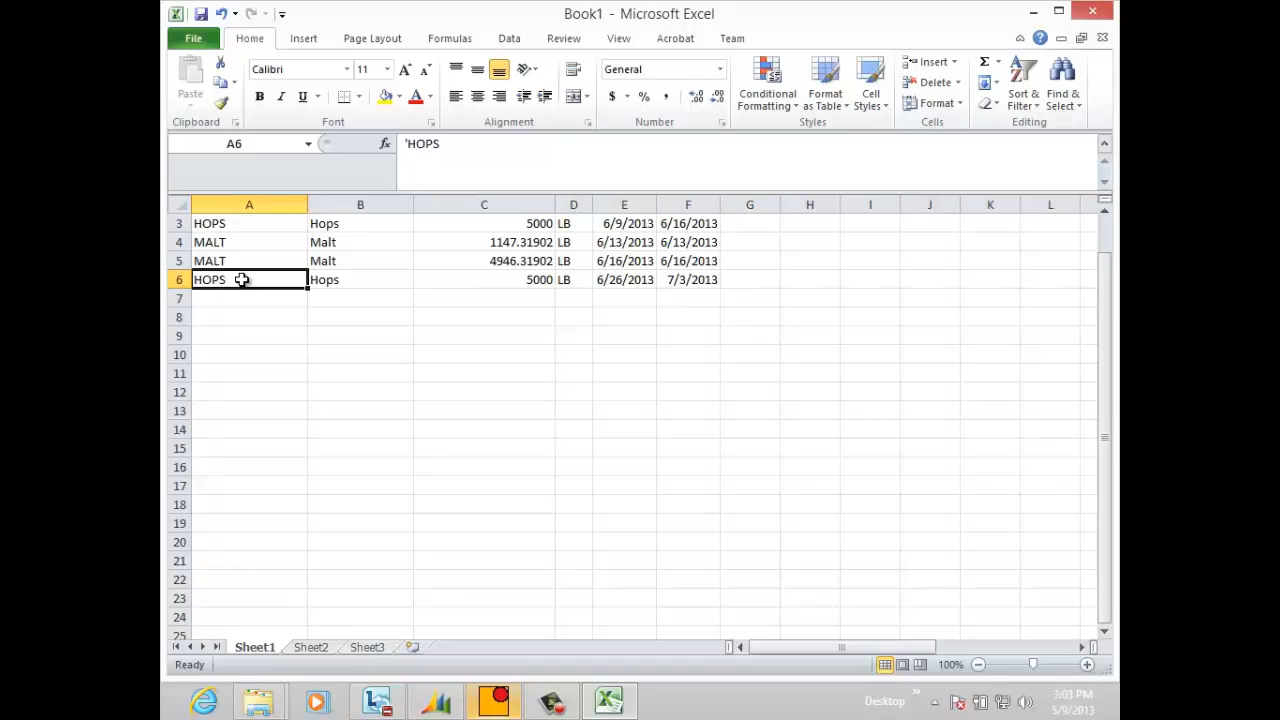 Book1 - Microsoft Excel
File Home Insert Page Layout Formulas Data Review View Acrobat Team
Paste
Clipboard
Calibri 11
B I U
Font
Alignment
General
$ % ,
Number
Conditional Formatting
Format as Table
Cell Styles
Styles
Insert
Delete
Format
Cells
Sort & Filter
Find & Select
Editing
A6 fx 'HOPS
A B C D E F G H I J K L
3 HOPS Hops 5000 LB 6/9/2013 6/16/2013
4 MALT Malt 1147.31902 LB 6/13/2013 6/13/2013
5 MALT Malt 4946.31902 LB 6/16/2013 6/16/2013
6 HOPS Hops 5000 LB 6/26/2013 7/3/2013
7
8
9
10
11
12
13
14
15
16
17
18
19
20
21
22
23
24
25
Sheet1 Sheet2 Sheet3
Ready 100%
Desktop 3:03 PM
5/9/2013